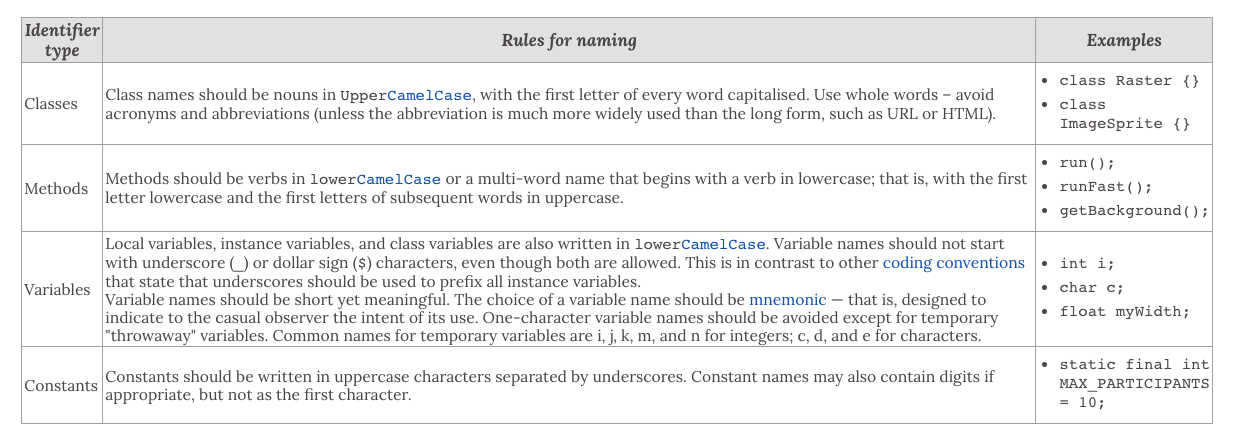 Identifier type
Rules for naming
Examples
Classes
Class names should be nouns in UpperCamelCase, with the first letter of every word capitalised. Use whole words – avoid
acronyms and abbreviations (unless the abbreviation is much more widely used than the long form, such as URL or HTML).
• class Raster {}
• class
ImageSprite {}
Methods
Methods should be verbs in lowerCamelCase or a multi-word name that begins with a verb in lowercase; that is, with the first
letter lowercase and the first letters of subsequent words in uppercase.
• run();
• runFast();
• getBackground();
Variables
Local variables, instance variables, and class variables are also written in lowerCamelCase. Variable names should not start
with underscore (_) or dollar sign ($) characters, even though both are allowed. This is in contrast to other coding conventions
that state that underscores should be used to prefix all instance variables.
Variable names should be short yet meaningful. The choice of a variable name should be mnemonic — that is, designed to
indicate to the casual observer the intent of its use. One-character variable names should be avoided except for temporary
"throwaway" variables. Common names for temporary variables are i, j, k, m, and n for integers; c, d, and e for characters.
• int i;
• char c;
• float myWidth;
Constants
Constants should be written in uppercase characters separated by underscores. Constant names may also contain digits if
appropriate, but not as the first character.
• static final int
MAX_PARTICIPANTS
= 10;